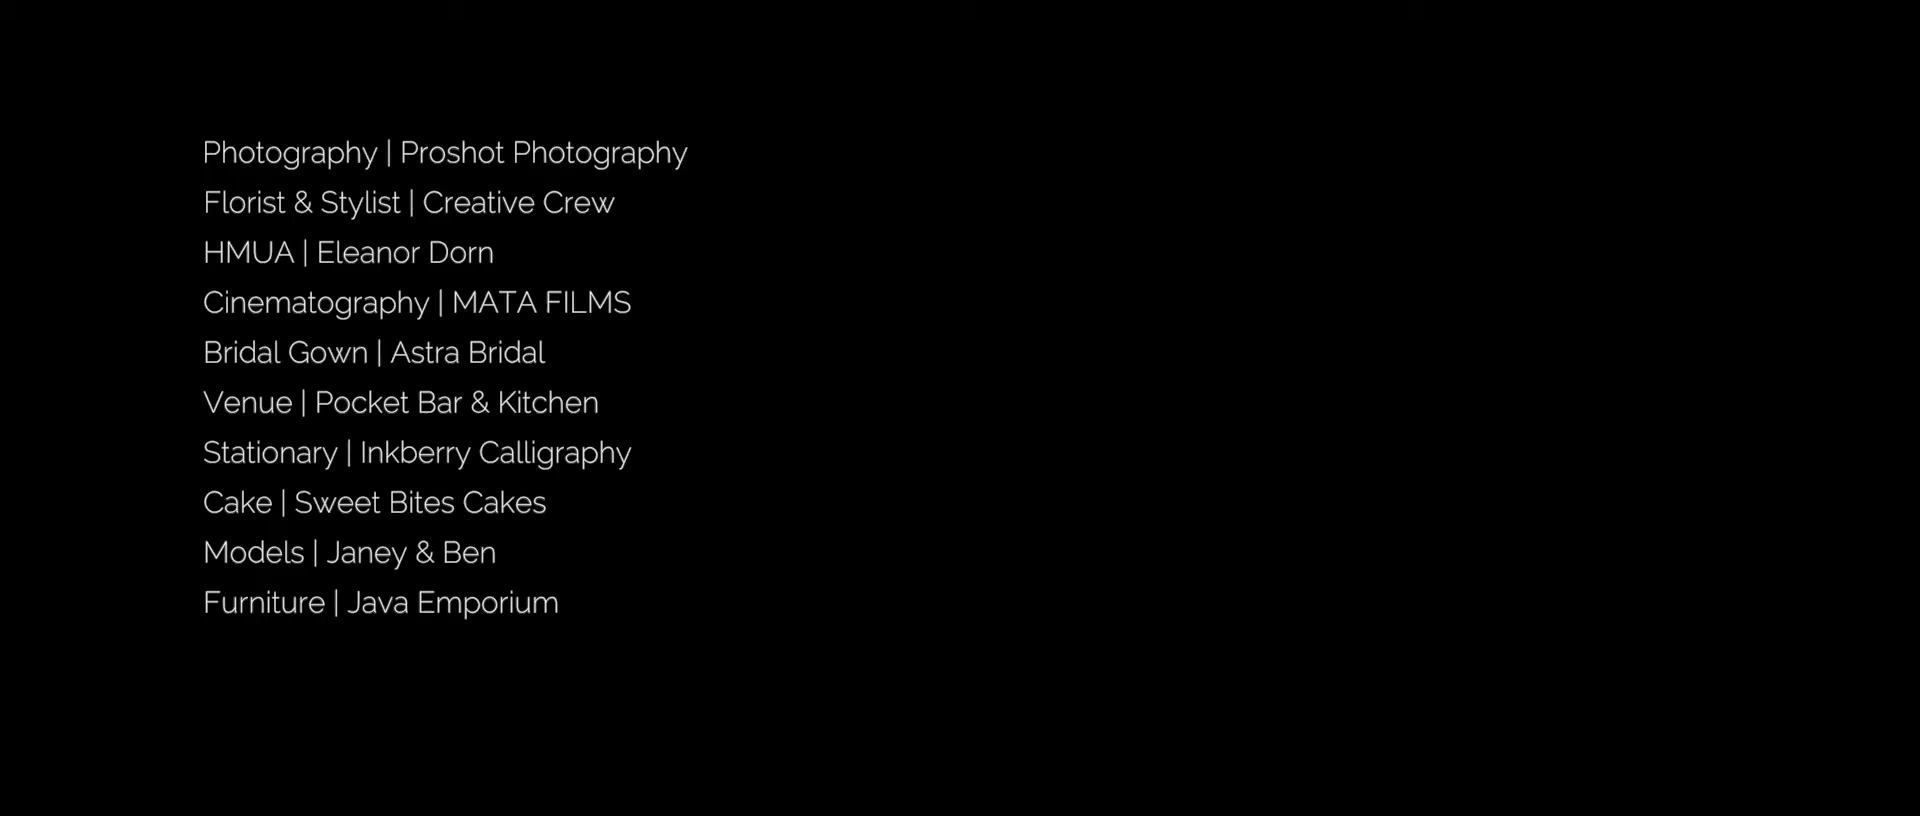 Photography | Proshot Photography
Florist & Stylist | Creative Crew
HMUA | Eleanor Dorn
Cinematography | MATA FILMS
Bridal Gown | Astra Bridal
Venue | Pocket Bar & Kitchen
Stationary | Inkberry Calligraphy
Cake | Sweet Bites Cakes
Models | Janey & Ben
Furniture | Java Emporium